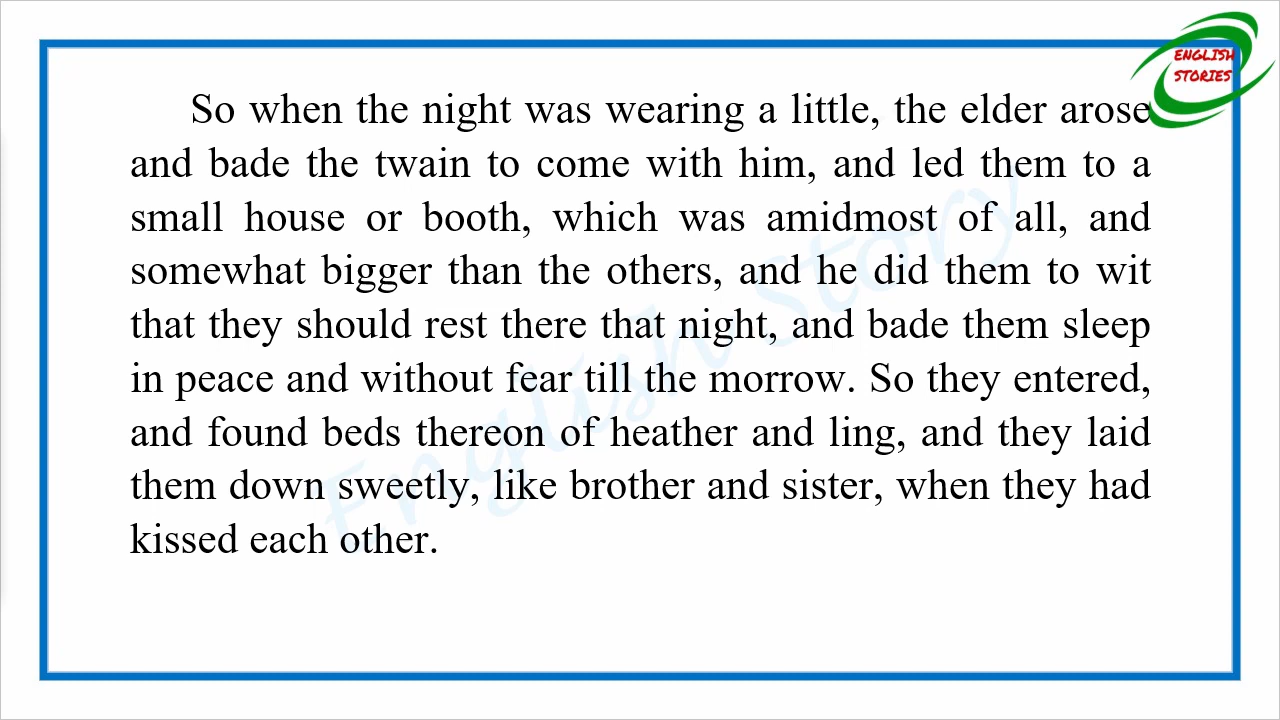 ENGLISH
STORIES
So when the night was wearing a little, the elder arose
and bade the twain to come with him, and led them to a
small house or booth, which was amidmost of all, and
somewhat bigger than the others, and he did them to wit
that they should rest there that night, and bade them sleep
in peace and without fear till the morrow. So they entered,
and found beds thereon of heather and ling, and they laid
them down sweetly, like brother and sister, when they had
kissed each other.
English Story